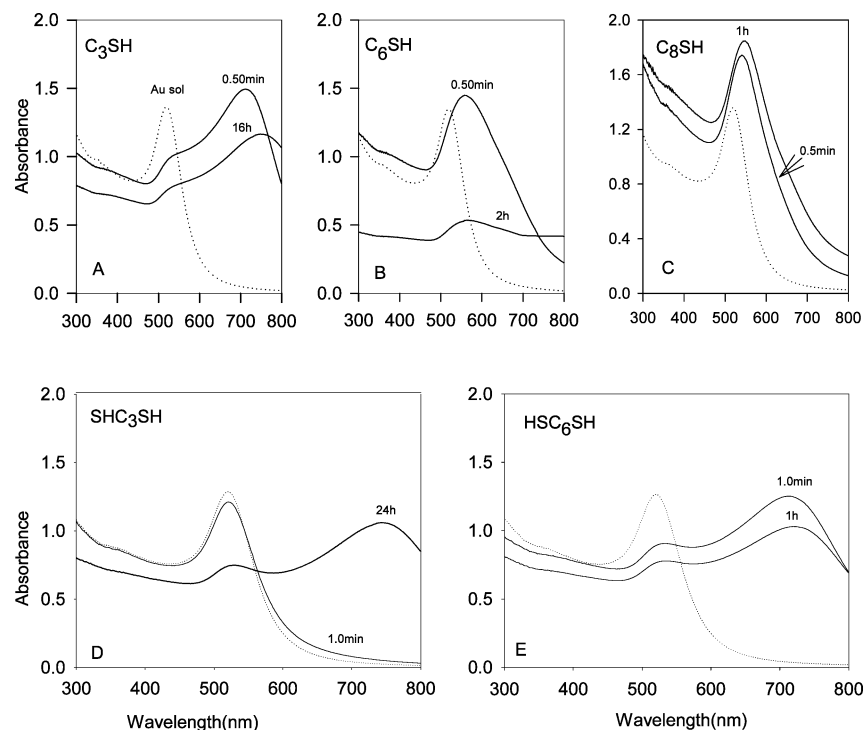 C3SH
Au sol
0.50min
16h
A
Absorbance
2.0
1.5
1.0
0.5
0.0
300 400 500 600 700 800
C6SH
0.50min
2h
B
2.0
1.5
1.0
0.5
0.0
300 400 500 600 700 800
C8SH
1h
0.5min
C
2.0
1.6
1.2
0.8
0.4
0.0
300 400 500 600 700 800
SHC3SH
24h
1.0min
D
Absorbance
2.0
1.5
1.0
0.5
0.0
300 400 500 600 700 800
Wavelength(nm)
HSC6SH
1.0min
1h
E
2.0
1.5
1.0
0.5
0.0
300 400 500 600 700 800
Wavelength(nm)